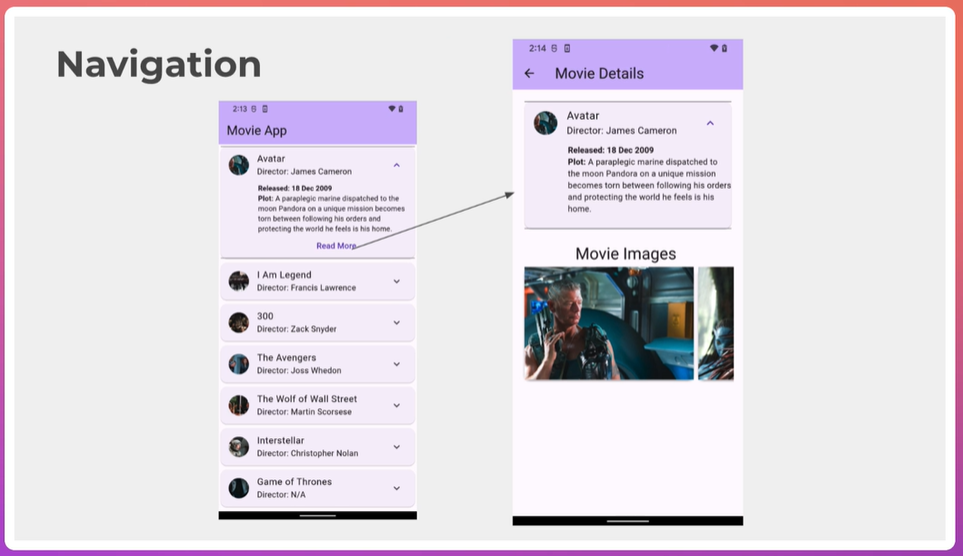 Navigation
2:13
Movie App
Avatar
Director: James Cameron
Released: 18 Dec 2009
Plot: A paraplegic marine dispatched to the
moon Pandora on a unique mission becomes
torn between following his orders and
protecting the world he feels is his home.
Read More
I Am Legend
Director: Francis Lawrence
300
Director: Zack Snyder
The Avengers
Director: Joss Whedon
The Wolf of Wall Street
Director: Martin Scorsese
Interstellar
Director: Christopher Nolan
Game of Thrones
Director: N/A
2:14
Movie Details
Avatar
Director: James Cameron
Released: 18 Dec 2009
Plot: A paraplegic marine dispatched to
the moon Pandora on a unique mission
becomes torn between following his orders
and protecting the world he feels is his
home.
Movie Images